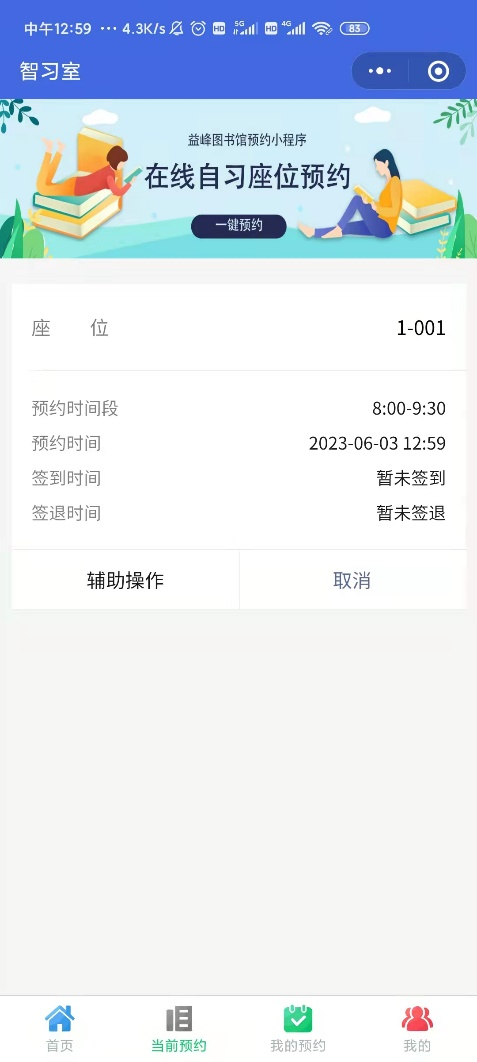 中午12:59 ··· 4.3K/s HD 5G HD 4G 83
智习室
益峰图书馆预约小程序
在线自习座位预约
一键预约
座 位 1-001
预约时间段 8:00-9:30
预约时间 2023-06-03 12:59
签到时间 暂未签到
签退时间 暂未签退
辅助操作 取消
首页 当前预约 我的预约 我的